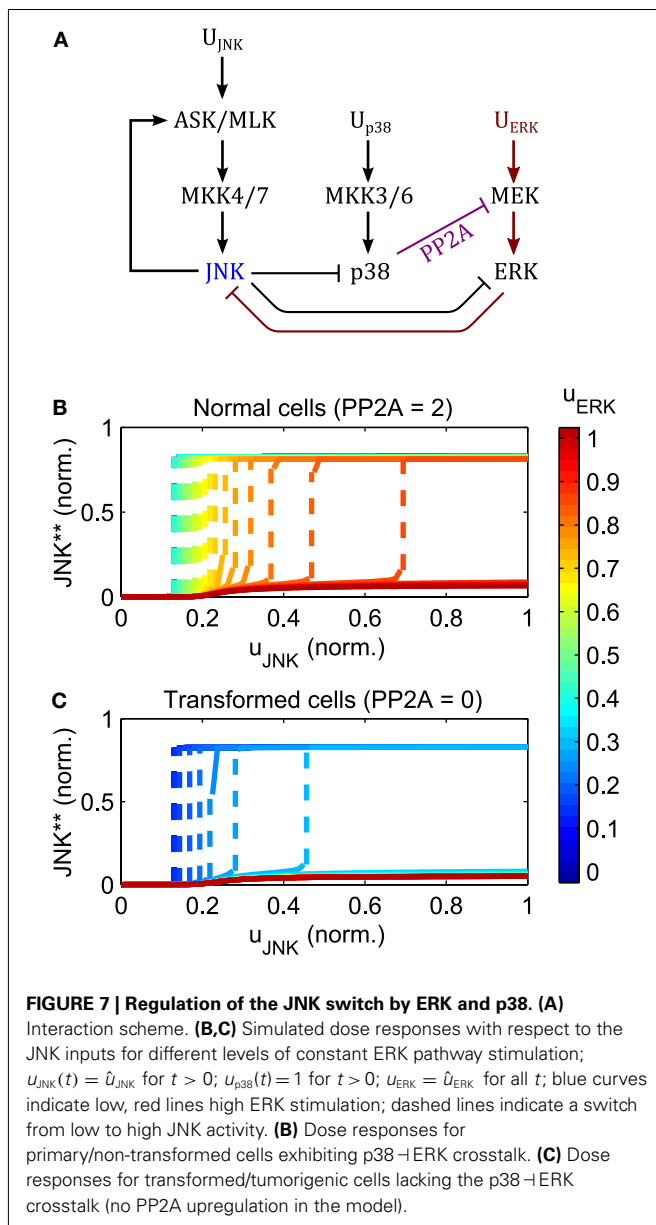 A
U_JNK
ASK/MLK
U_p38
U_ERK
MKK4/7
MKK3/6
MEK
PP2A
JNK
p38
ERK
B
Normal cells (PP2A = 2)
u_ERK
JNK** (norm.)
1
0.5
0
0
0.2
0.4
0.6
0.8
1
u_JNK (norm.)
1
0.9
0.8
0.7
0.6
0.5
0.4
0.3
0.2
0.1
0
C
Transformed cells (PP2A = 0)
JNK** (norm.)
1
0.5
0
0
0.2
0.4
0.6
0.8
1
u_JNK (norm.)
FIGURE 7 | Regulation of the JNK switch by ERK and p38. (A)
Interaction scheme. (B,C) Simulated dose responses with respect to the
JNK inputs for different levels of constant ERK pathway stimulation;
u_JNK(t) = û_JNK for t > 0; u_p38(t) = 1 for t > 0; u_ERK = û_ERK for all t; blue curves
indicate low, red lines high ERK stimulation; dashed lines indicate a switch
from low to high JNK activity. (B) Dose responses for
primary/non-transformed cells exhibiting p38 ⊣ ERK crosstalk. (C) Dose
responses for transformed/tumorigenic cells lacking the p38 ⊣ ERK
crosstalk (no PP2A upregulation in the model).